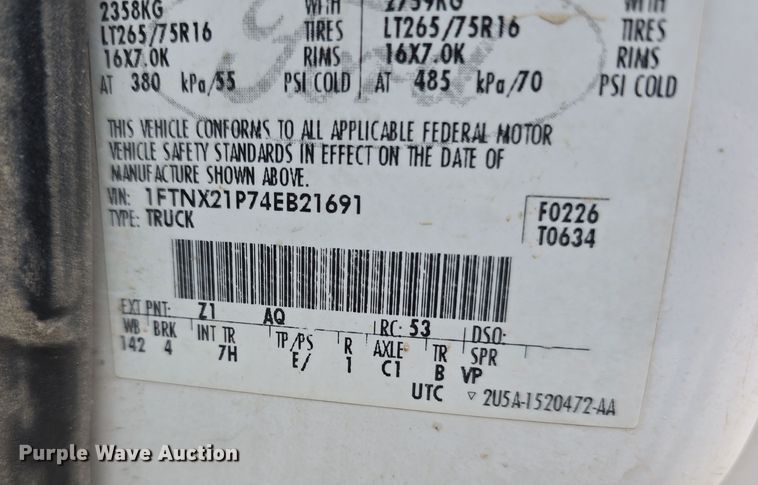 2358KG WITH 2759KG WITH
LT265/75R16 TIRES LT265/75R16 TIRES
16X7.0K RIMS 16X7.0K RIMS
AT 380 kPa/55 PSI COLD AT 485 kPa/70 PSI COLD
Ford
THIS VEHICLE CONFORMS TO ALL APPLICABLE FEDERAL MOTOR
VEHICLE SAFETY STANDARDS IN EFFECT ON THE DATE OF
MANUFACTURE SHOWN ABOVE.
VIN: 1FTNX21P74EB21691
TYPE: TRUCK
F0226
T0634
EXT PNT: Z1 AQ RC: 53 DSO:
WB BRK INT TR TP/PS R AXLE TR SPR
142 4 7H E/ 1 C1 B VP
UTC ▽ 2U5A-1520472-AA
Purple Wave Auction